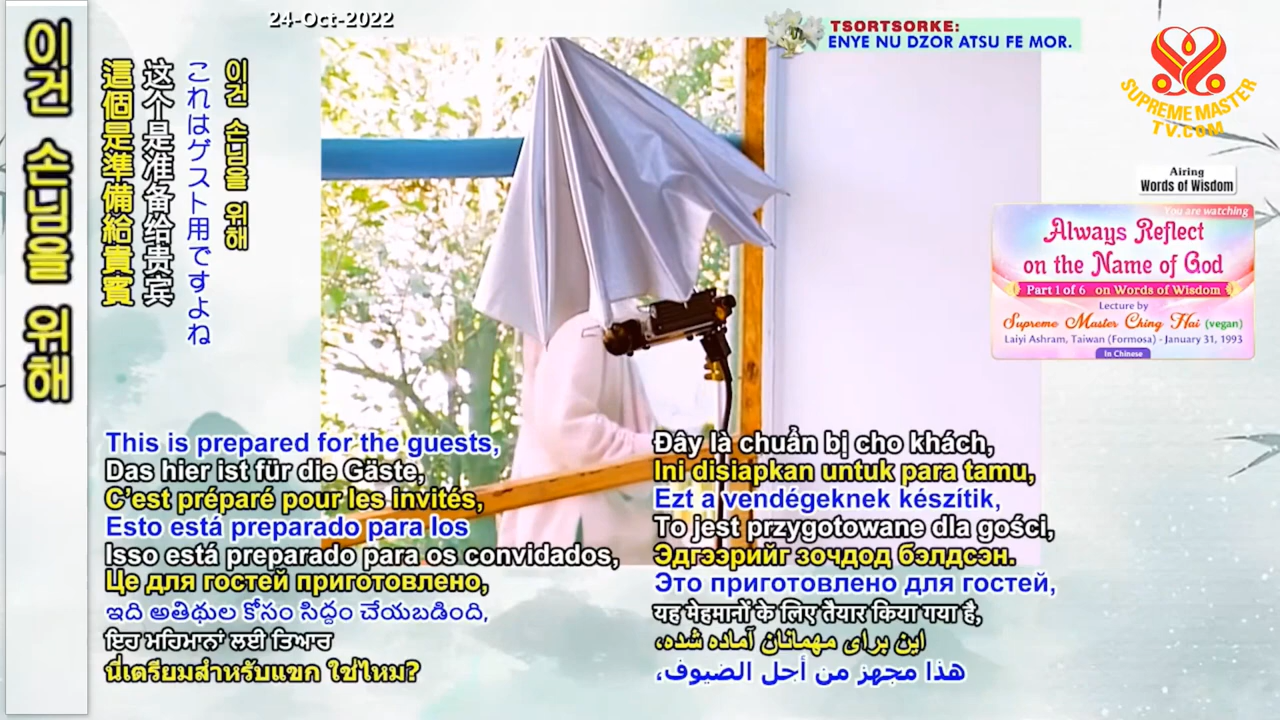 24-Oct-2022
TSORTSORKE:
ENYE NU DZOR ATSU FE MOR.
SUPREME MASTER
TV.COM
Airing
Words of Wisdom
You are watching
Always Reflect
on the Name of God
Part 1 of 6 on Words of Wisdom
Lecture by
Supreme Master Ching Hai (vegan)
Laiyi Ashram, Taiwan (Formosa) - January 31, 1993
In Chinese
이건 손님을 위해
這個是準備給貴賓
这个是准备给贵宾
これはゲスト用ですよね
이건 손님을 위해
This is prepared for the guests,
Das hier ist für die Gäste,
C'est préparé pour les invités,
Esto está preparado para los
Isso está preparado para os convidados,
Це для гостей приготовлено,
ఇది అతిథుల కోసం సిద్ధం చేయబడింది,
ਇਹ ਮਹਿਮਾਨਾਂ ਲਈ ਤਿਆਰ
นี่เตรียมสำหรับแขก ใช่ไหม?
Đây là chuẩn bị cho khách,
Ini disiapkan untuk para tamu,
Ezt a vendégeknek készítik,
To jest przygotowane dla gości,
Эдгээрийг зочдод бэлдсэн.
Это приготовлено для гостей,
यह मेहमानों के लिए तैयार किया गया है,
این برای مهمانان آماده شده،
هذا مجهز من أجل الضيوف،